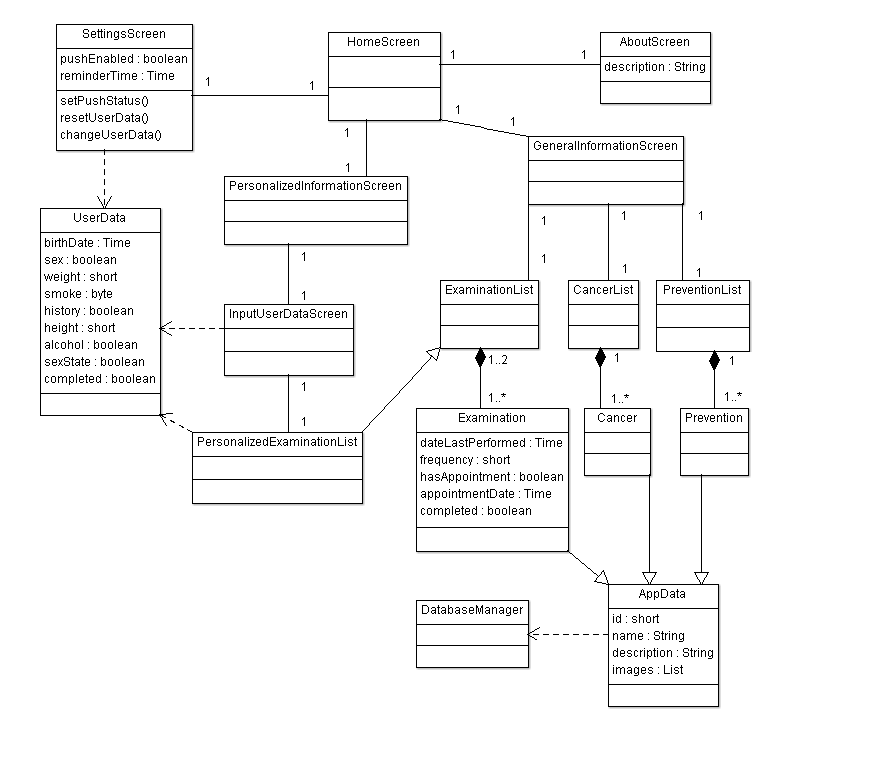 SettingsScreen
pushEnabled : boolean
reminderTime : Time
setPushStatus()
resetUserData()
changeUserData()
HomeScreen
AboutScreen
description : String
1
1
1
1
1
1
1
1
GeneralInformationScreen
PersonalizedInformationScreen
UserData
birthDate : Time
sex : boolean
weight : short
smoke : byte
history : boolean
height : short
alcohol : boolean
sexState : boolean
completed : boolean
1
1
1
1
1
1
1
1
ExaminationList
CancerList
PreventionList
InputUserDataScreen
1..2
1
1
1
1
1..*
1..*
1..*
PersonalizedExaminationList
Examination
dateLastPerformed : Time
frequency : short
hasAppointment : boolean
appointmentDate : Time
completed : boolean
Cancer
Prevention
DatabaseManager
AppData
id : short
name : String
description : String
images : List